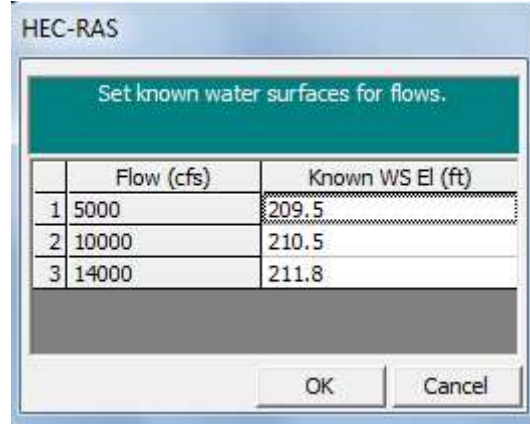 HEC-RAS
Set known water surfaces for flows.
Flow (cfs) Known WS El (ft)
1 5000 209.5
2 10000 210.5
3 14000 211.8
OK Cancel